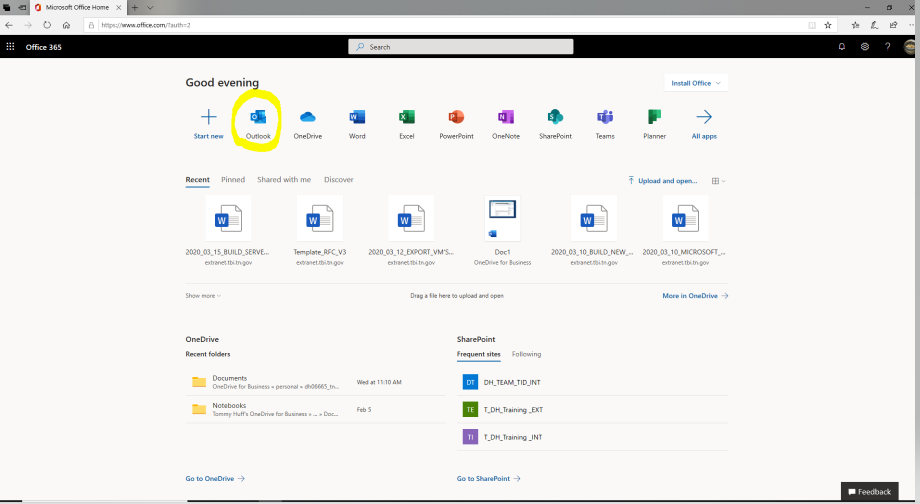 Microsoft Office Home
https://www.office.com/?auth=2
Office 365
Search
?
Good evening
Install Office
Start new
Outlook
OneDrive
Word
Excel
PowerPoint
OneNote
SharePoint
Teams
Planner
All apps
Recent Pinned Shared with me Discover
Upload and open...
2020_03_15_BUILD_SERVE...
extranet.tbi.tn.gov
Template_RFC_V3
extranet.tbi.tn.gov
2020_03_12_EXPORT_VM'S...
extranet.tbi.tn.gov
Doc1
OneDrive for Business
2020_03_10_BUILD_NEW_...
extranet.tbi.tn.gov
2020_03_10_MICROSOFT_...
extranet.tbi.tn.gov
Show more
Drag a file here to upload and open
More in OneDrive
OneDrive
Recent folders
Documents
OneDrive for Business » personal » dh06665_tn...
Wed at 11:10 AM
Notebooks
Tommy Huff's OneDrive for Business » ... » Doc...
Feb 5
Go to OneDrive
SharePoint
Frequent sites Following
DT DH_TEAM_TID_INT
TE T_DH_Training _EXT
TI T_DH_Training _INT
Go to SharePoint
Feedback